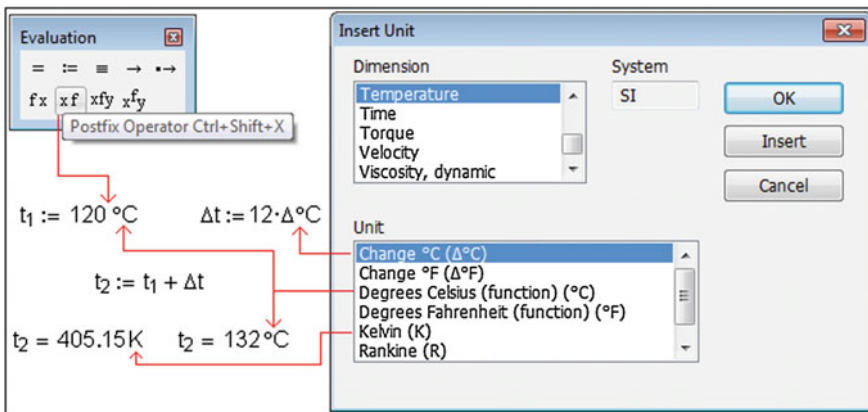 Evaluation
= := ≡ → ▪→
fx xf xfy xᶠy
Postfix Operator Ctrl+Shift+X
t₁ := 120 °C Δt := 12·Δ°C
t₂ := t₁ + Δt
t₂ = 405.15K t₂ = 132°C
Insert Unit
Dimension
Temperature
Time
Torque
Velocity
Viscosity, dynamic
System
SI
OK
Insert
Cancel
Unit
Change °C (Δ°C)
Change °F (Δ°F)
Degrees Celsius (function) (°C)
Degrees Fahrenheit (function) (°F)
Kelvin (K)
Rankine (R)